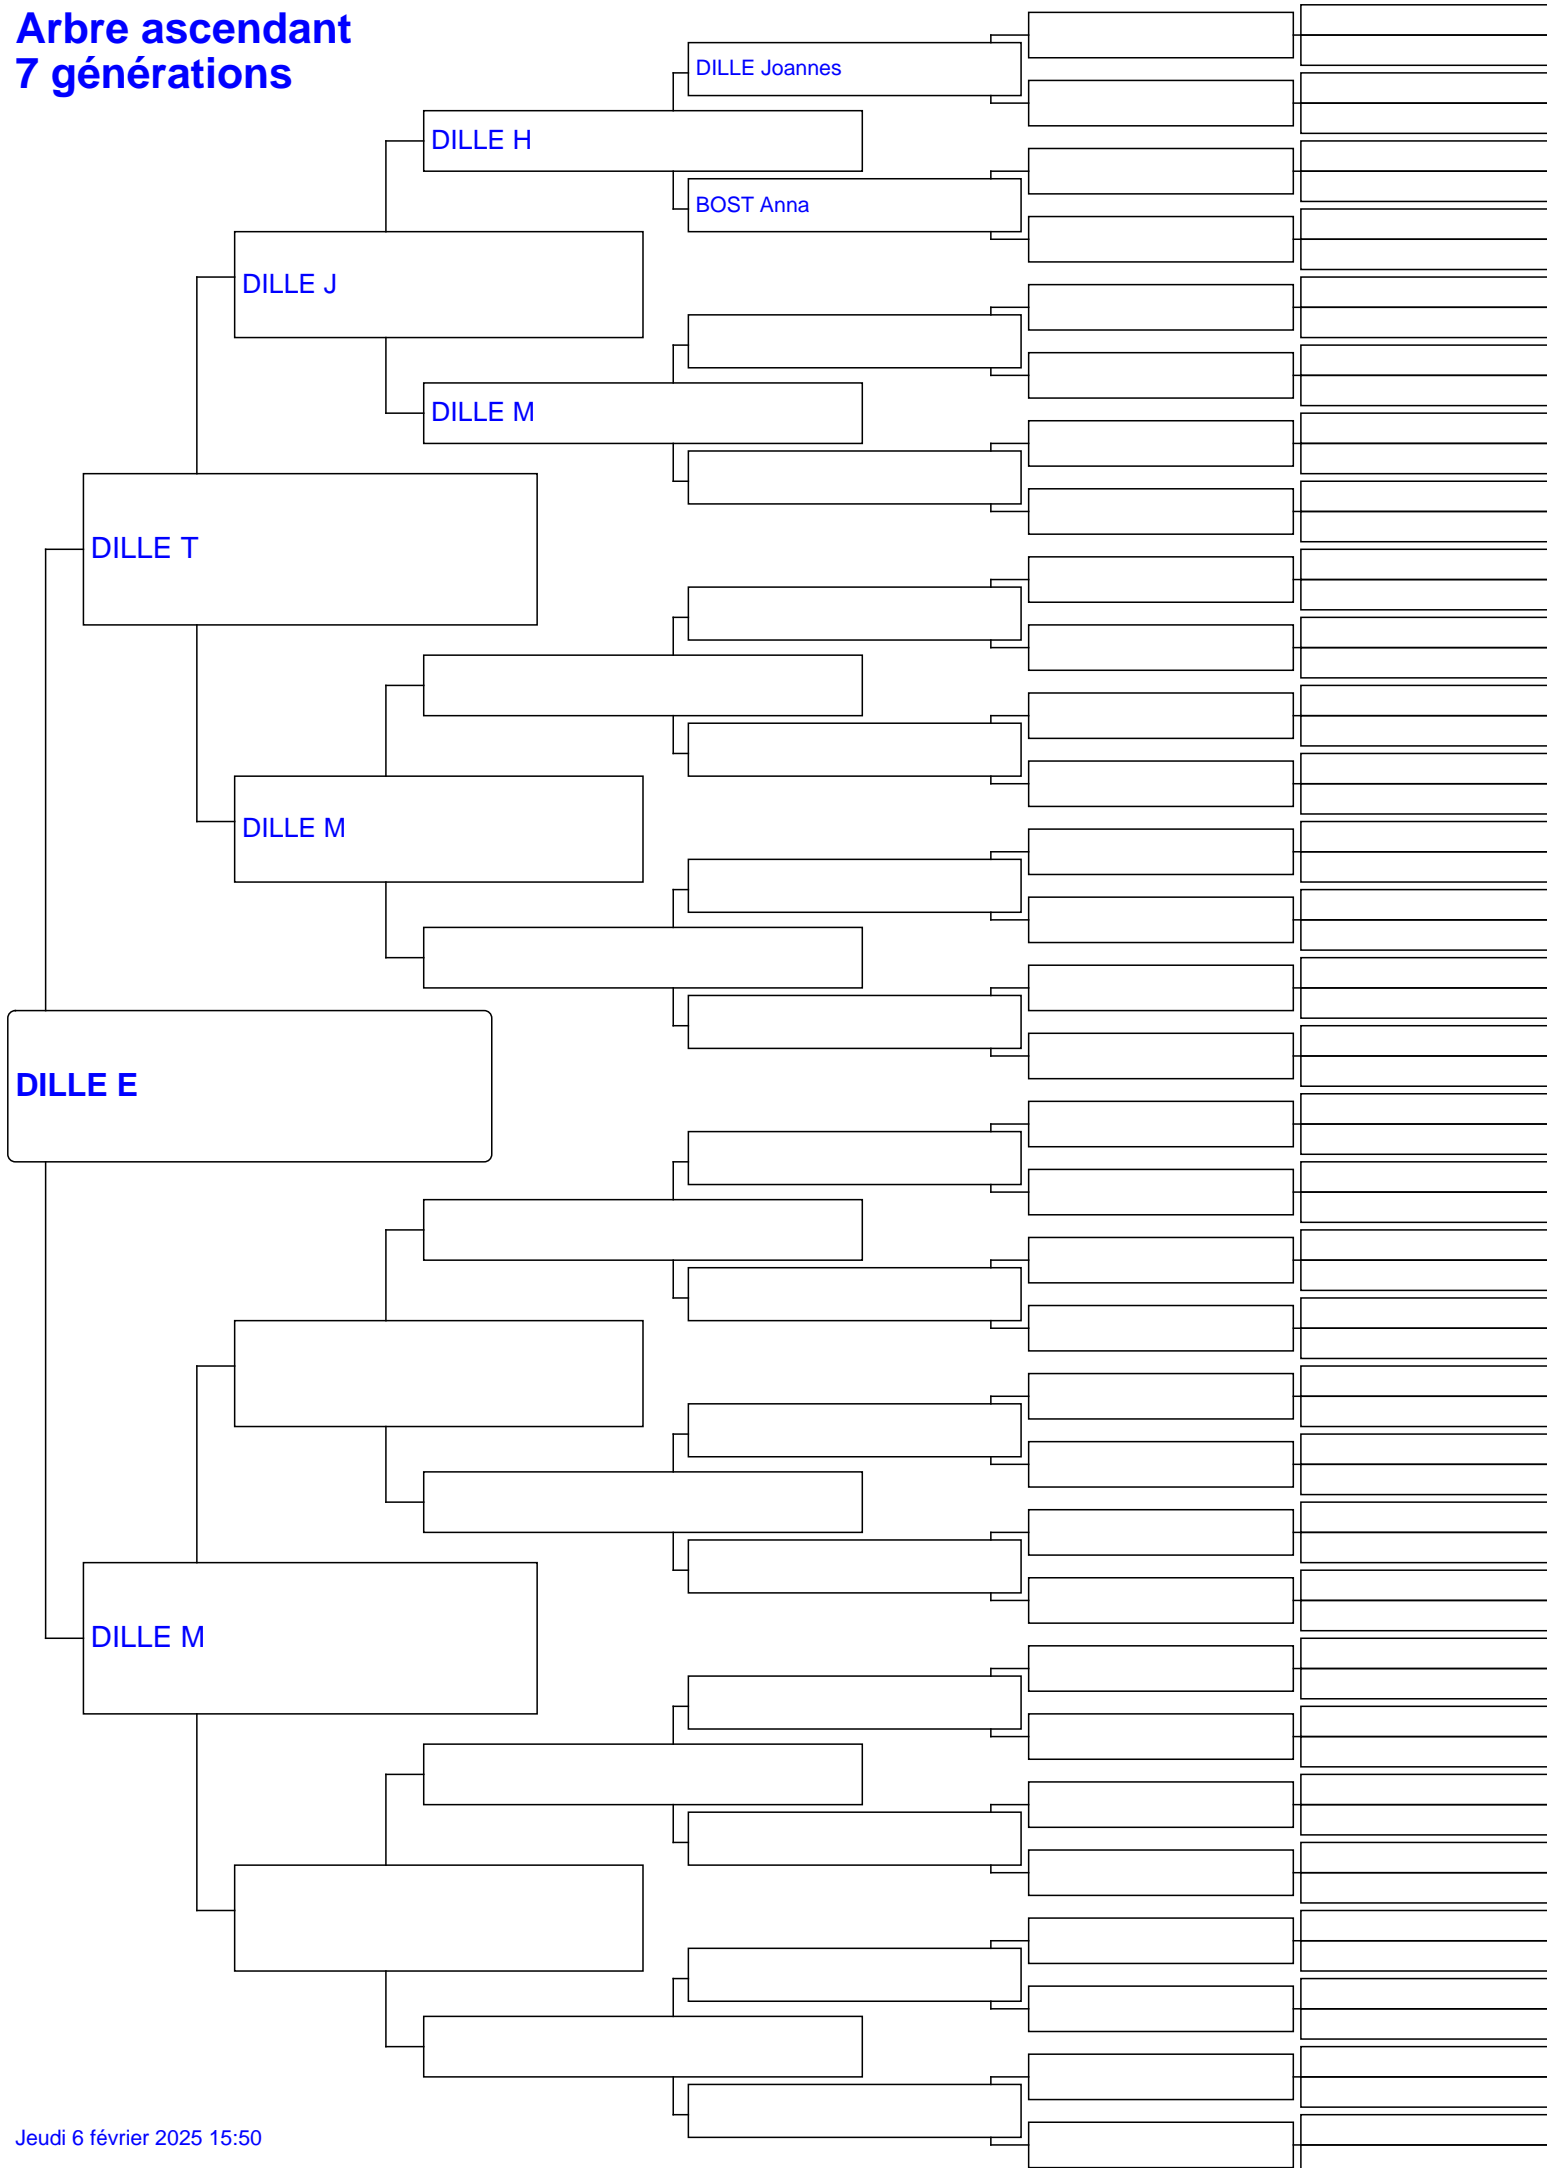 Arbre ascendant
7 générations
DILLE Joannes
DILLE H
BOST Anna
DILLE J
DILLE M
DILLE T
DILLE M
DILLE E
DILLE M
Jeudi 6 février 2025 15:50